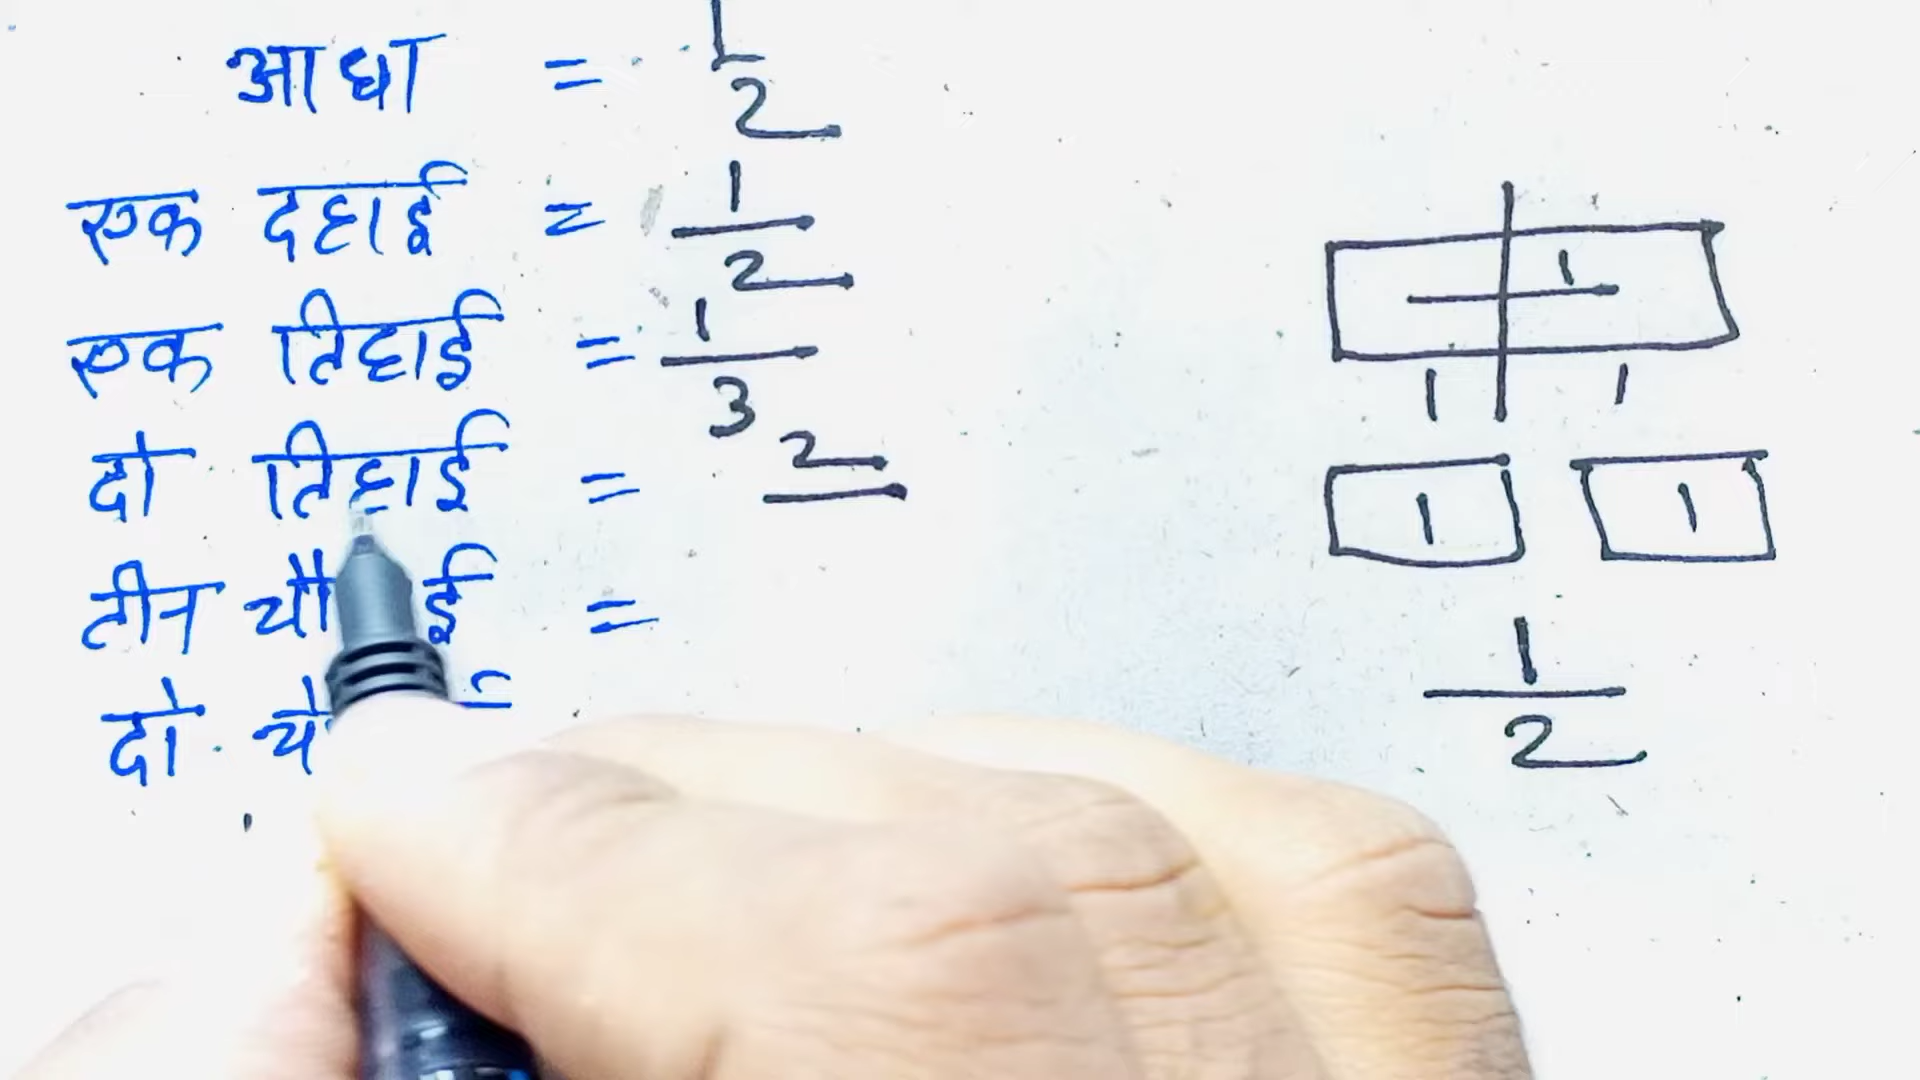 आधा = 1/2
एक दहाई = 1/2
एक तिहाई = 1/3
दो तिहाई = 2
तीन =
दो
1
1 1
1 1
1/2